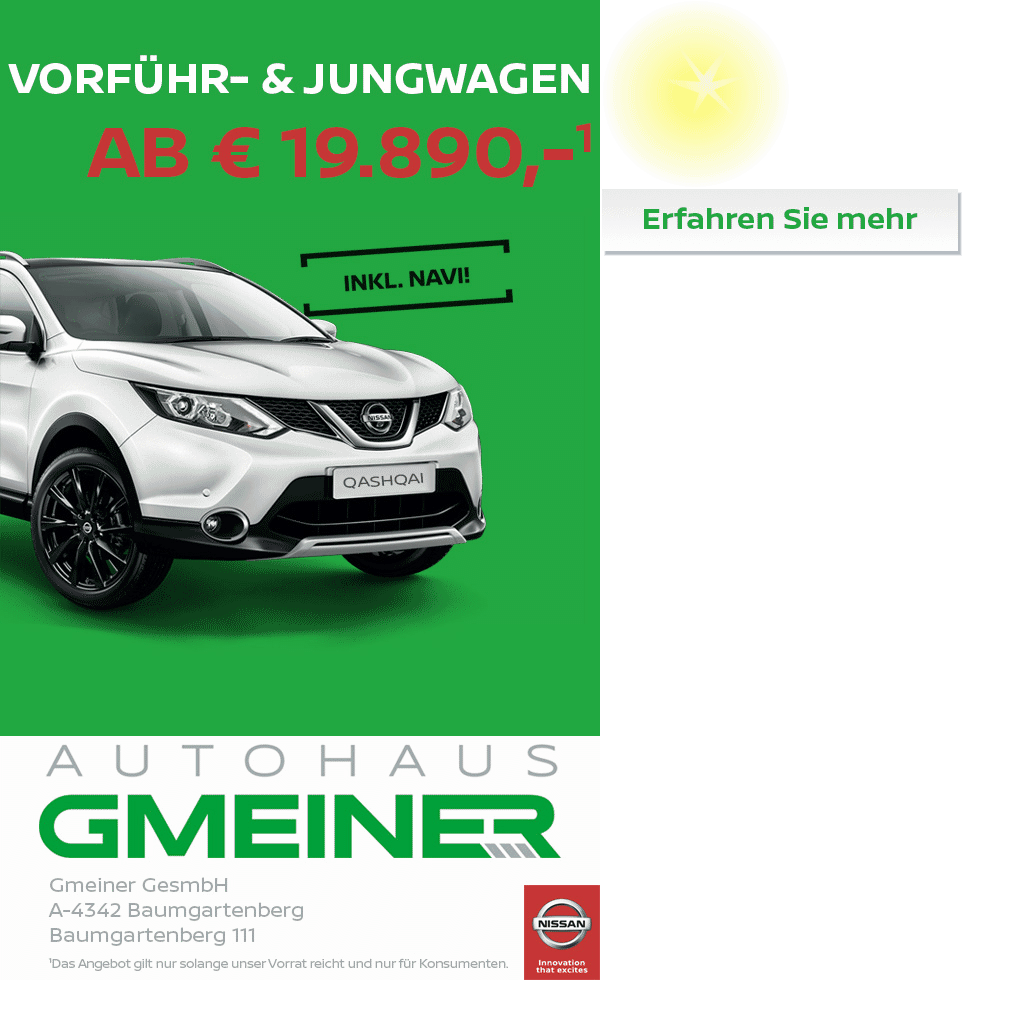 VORFÜHR- & JUNGWAGEN
AB € 19.890,-¹
Erfahren Sie mehr
INKL. NAVI!
NISSAN
QASHQAI
AUTOHAUS
GMEINER
Gmeiner GesmbH
A-4342 Baumgartenberg
Baumgartenberg 111
¹Das Angebot gilt nur solange unser Vorrat reicht und nur für Konsumenten.
NISSAN
Innovation
that excites